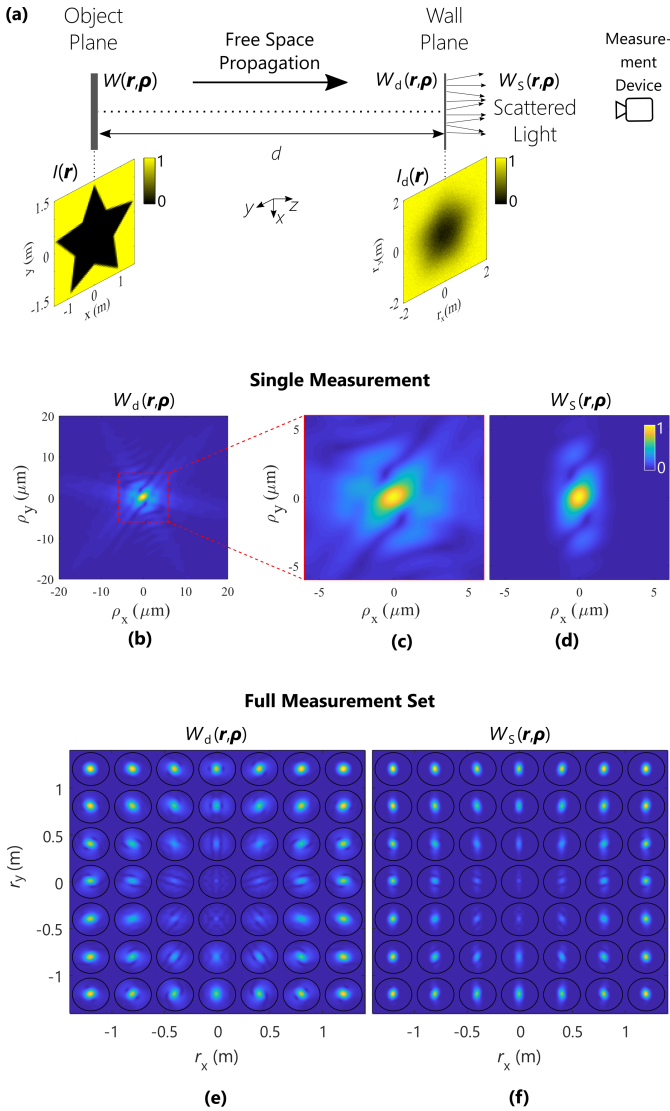 (a)
Object
Plane
Free Space
Propagation
Wall
Plane
Measure-
ment
Device
W(r,ρ)
W_d(r,ρ)
W_S(r,ρ)
Scattered
Light
d
I(r)
1
0
1.5
0
-1.5
y (m)
-1
0
1
x (m)
y
x
z
I_d(r)
1
0
2
0
-2
r_y(m)
-2
0
2
r_x(m)
Single Measurement
W_d(r,ρ)
W_S(r,ρ)
20
10
0
-10
-20
ρ_y (μm)
-20
-10
0
10
20
ρ_x (μm)
(b)
5
0
-5
ρ_y (μm)
-5
0
5
ρ_x (μm)
(c)
1
0
-5
0
5
ρ_x (μm)
(d)
Full Measurement Set
W_d(r,ρ)
W_S(r,ρ)
1
0.5
0
-0.5
-1
r_y (m)
-1
-0.5
0
0.5
1
r_x (m)
(e)
-1
-0.5
0
0.5
1
r_x (m)
(f)